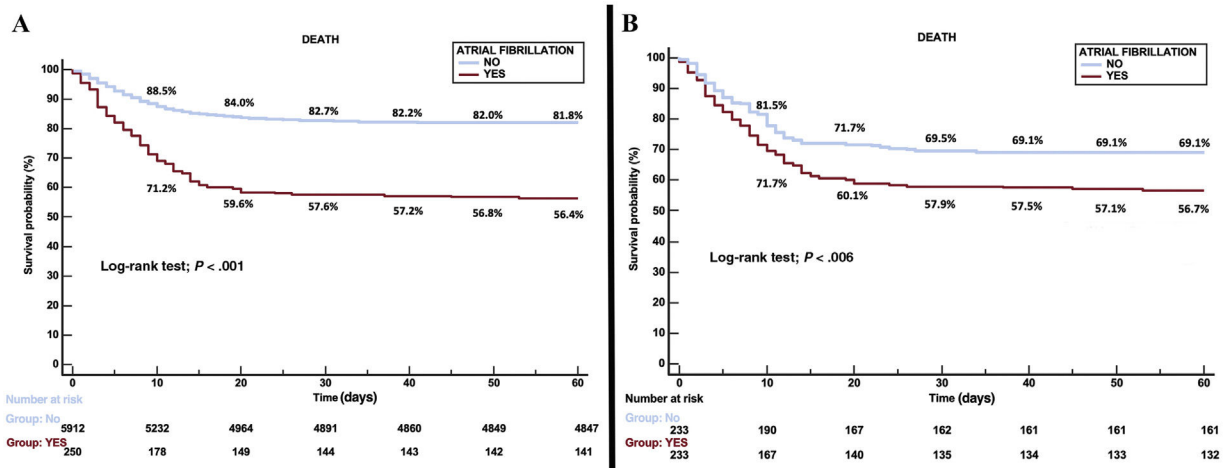 A
DEATH
ATRIAL FIBRILLATION
NO
YES
Survival probability (%)
100
90
80
70
60
50
40
30
20
10
0
88.5%
84.0%
82.7%
82.2%
82.0%
81.8%
71.2%
59.6%
57.6%
57.2%
56.8%
56.4%
Log-rank test; P < .001
0 10 20 30 40 50 60
Time (days)
Number at risk
Group: No
5912 5232 4964 4891 4860 4849 4847
Group: YES
250 178 149 144 143 142 141
B
DEATH
ATRIAL FIBRILLATION
NO
YES
Survival probability (%)
100
90
80
70
60
50
40
30
20
10
0
81.5%
71.7%
69.5%
69.1%
69.1%
69.1%
71.7%
60.1%
57.9%
57.5%
57.1%
56.7%
Log-rank test; P < .006
0 10 20 30 40 50 60
Time (days)
Number at risk
Group: No
233 190 167 162 161 161 161
Group: YES
233 167 140 135 134 133 132